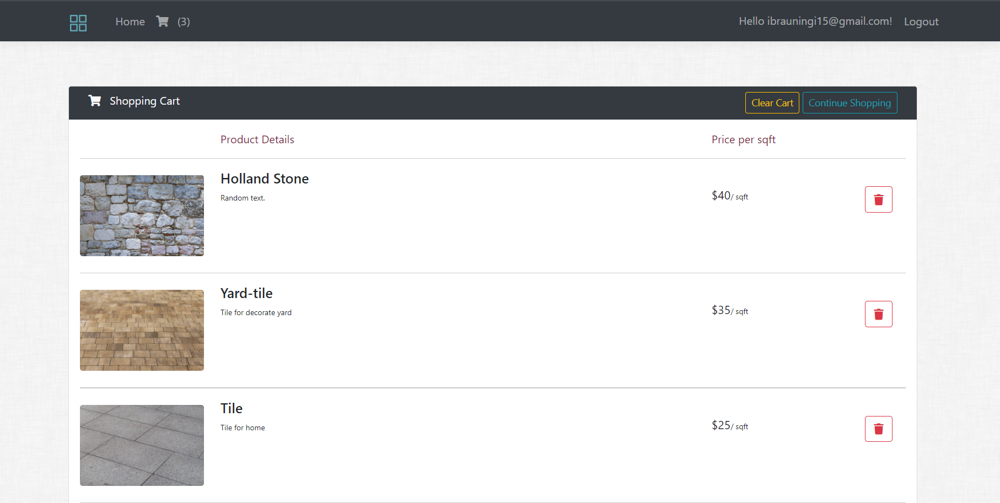 Home (3) Hello ibrauningi15@gmail.com! Logout
Shopping Cart Clear Cart Continue Shopping
Product Details Price per sqft
Holland Stone
Random text.
$40/ sqft
Yard-tile
Tile for decorate yard
$35/ sqft
Tile
Tile for home
$25/ sqft